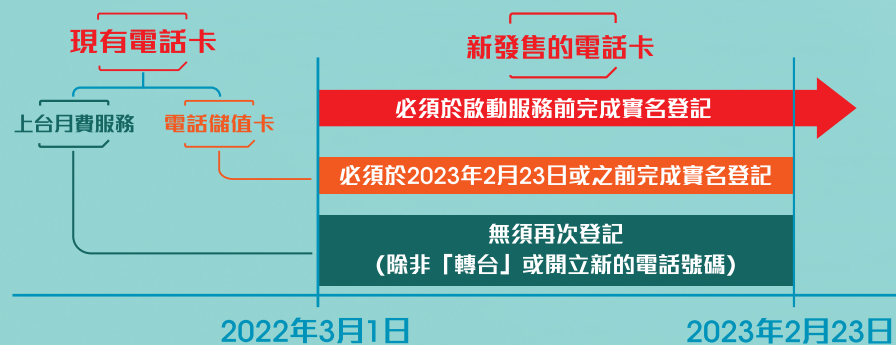 現有電話卡
新發售的電話卡
上台月費服務
電話儲值卡
必須於啟動服務前完成實名登記
必須於2023年2月23日或之前完成實名登記
無須再次登記
(除非「轉台」或開立新的電話號碼)
2022年3月1日
2023年2月23日